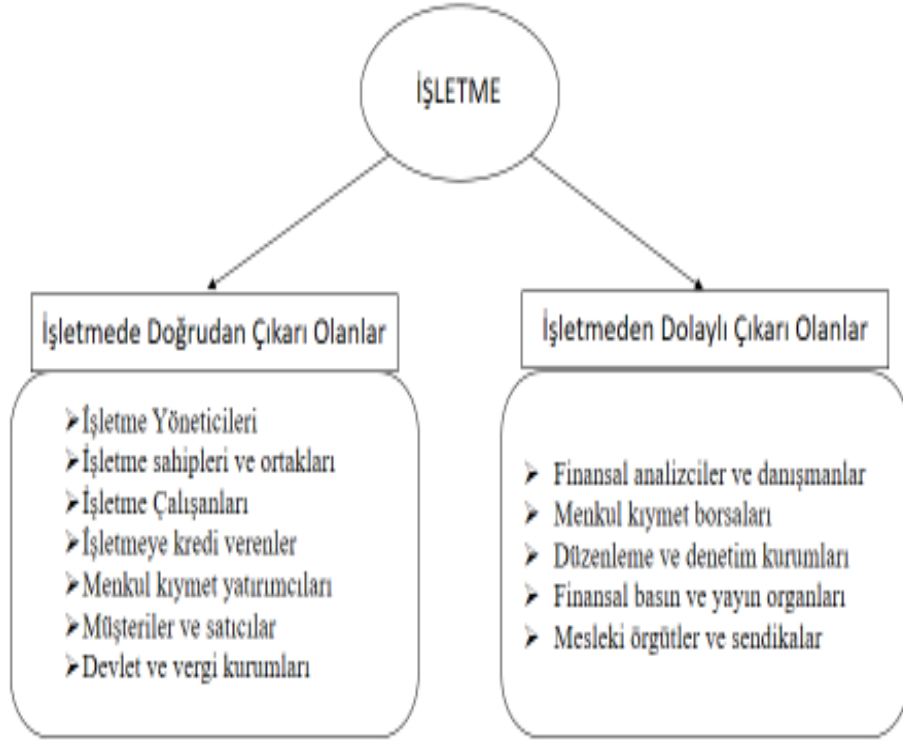 İŞLETME
İşletmede Doğrudan Çıkarı Olanlar
➤İşletme Yöneticileri
➤İşletme sahipleri ve ortakları
➤İşletme Çalışanları
➤İşletmeye kredi verenler
➤Menkul kıymet yatırımcıları
➤Müşteriler ve satıcılar
➤Devlet ve vergi kurumları
İşletmeden Dolaylı Çıkarı Olanlar
➤ Finansal analizciler ve danışmanlar
➤ Menkul kıymet borsaları
➤ Düzenleme ve denetim kurumları
➤ Finansal basın ve yayın organları
➤ Mesleki örgütler ve sendikalar